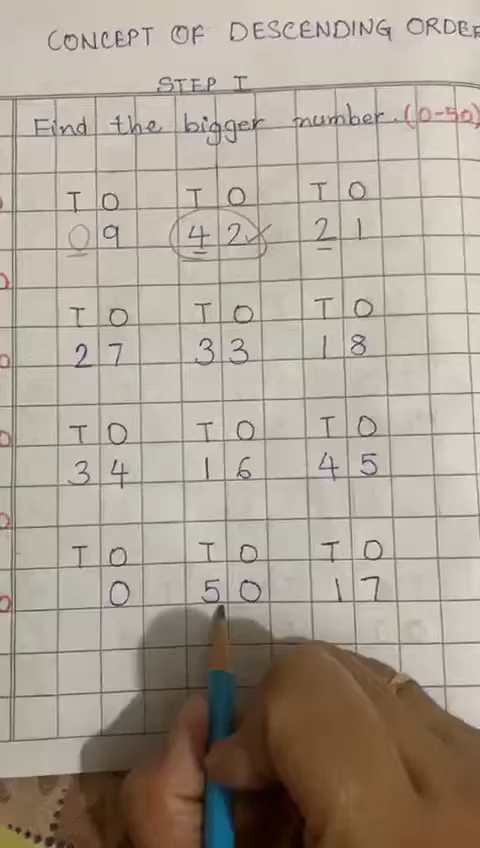 CONCEPT OF DESCENDING ORDER
STEP I
Find the bigger number. (0-50)
T O T O T O
0 9 4 2 2 1
T O T O T O
2 7 3 3 1 8
T O T O T O
3 4 1 6 4 5
T O T O T O
0 5 0 1 7